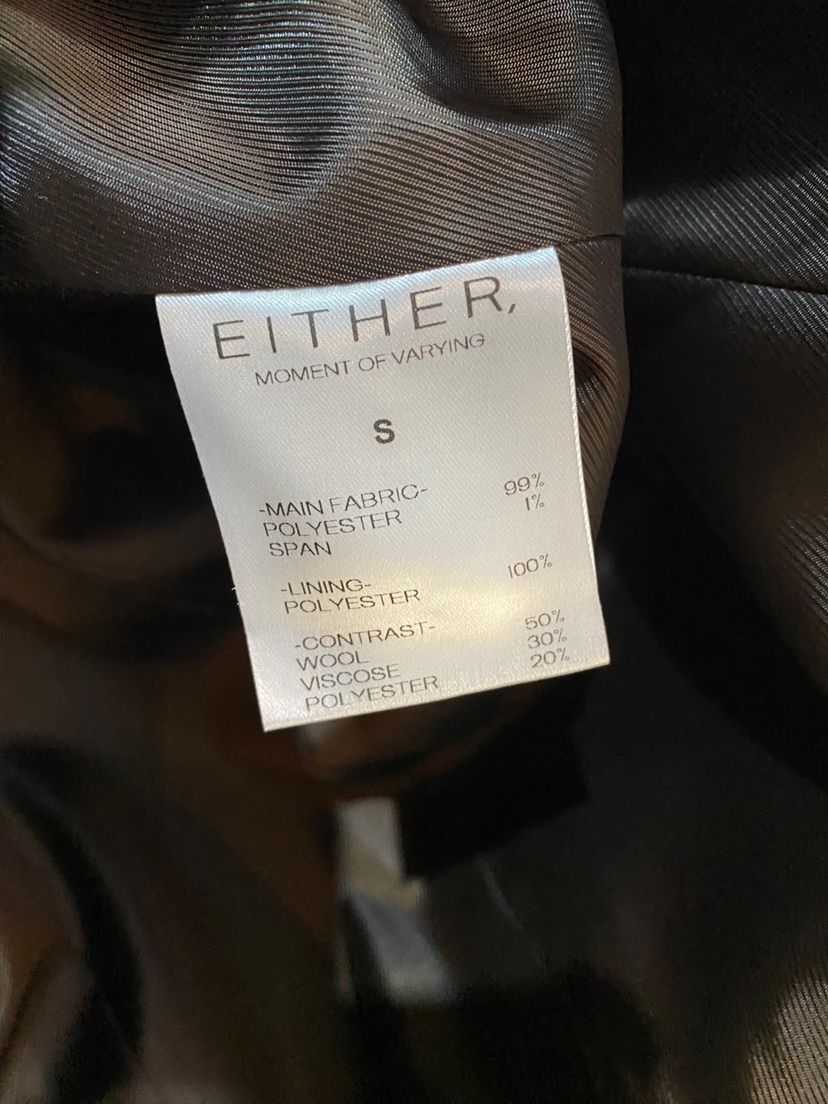 EITHER,
MOMENT OF VARYING
S
-MAIN FABRIC-
POLYESTER 99%
SPAN 1%
-LINING-
POLYESTER 100%
-CONTRAST-
WOOL 50%
VISCOSE 30%
POLYESTER 20%